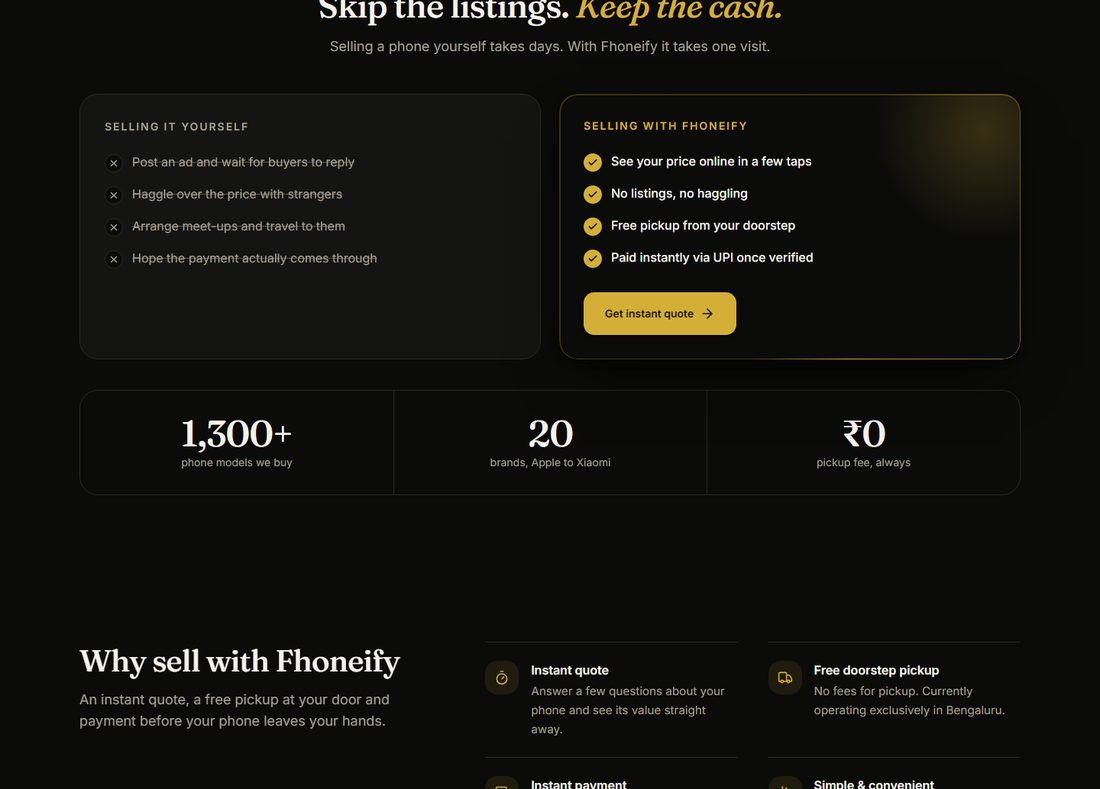 Skip the listings. Keep the cash.
Selling a phone yourself takes days. With Fhoneify it takes one visit.
SELLING IT YOURSELF
Post an ad and wait for buyers to reply
Haggle over the price with strangers
Arrange meet-ups and travel to them
Hope the payment actually comes through
SELLING WITH FHONEIFY
See your price online in a few taps
No listings, no haggling
Free pickup from your doorstep
Paid instantly via UPI once verified
Get instant quote
1,300+
phone models we buy
20
brands, Apple to Xiaomi
₹0
pickup fee, always
Why sell with Fhoneify
An instant quote, a free pickup at your door and
payment before your phone leaves your hands.
Instant quote
Answer a few questions about your
phone and see its value straight
away.
Free doorstep pickup
No fees for pickup. Currently
operating exclusively in Bengaluru.
Instant payment
Simple & convenient